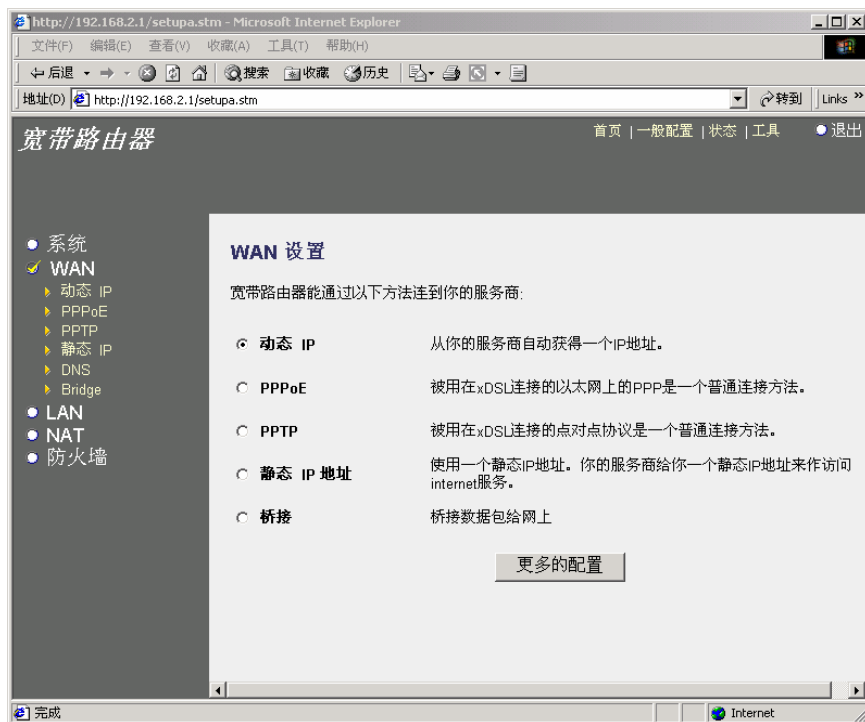 http://192.168.2.1/setupa.stm - Microsoft Internet Explorer
文件(F) 编辑(E) 查看(V) 收藏(A) 工具(T) 帮助(H)
后退 搜索 收藏 历史
地址(D) http://192.168.2.1/setupa.stm 转到 Links »
宽带路由器
首页 | 一般配置 | 状态 | 工具 退出
系统
WAN
动态 IP
PPPoE
PPTP
静态 IP
DNS
Bridge
LAN
NAT
防火墙
WAN 设置
宽带路由器能通过以下方法连到你的服务商:
动态 IP 从你的服务商自动获得一个IP地址。
PPPoE 被用在xDSL连接的以太网上的PPP是一个普通连接方法。
PPTP 被用在xDSL连接的点对点协议是一个普通连接方法。
静态 IP 地址 使用一个静态IP地址。你的服务商给你一个静态IP地址来作访问
internet服务。
桥接 桥接数据包给网上
更多的配置
完成 Internet